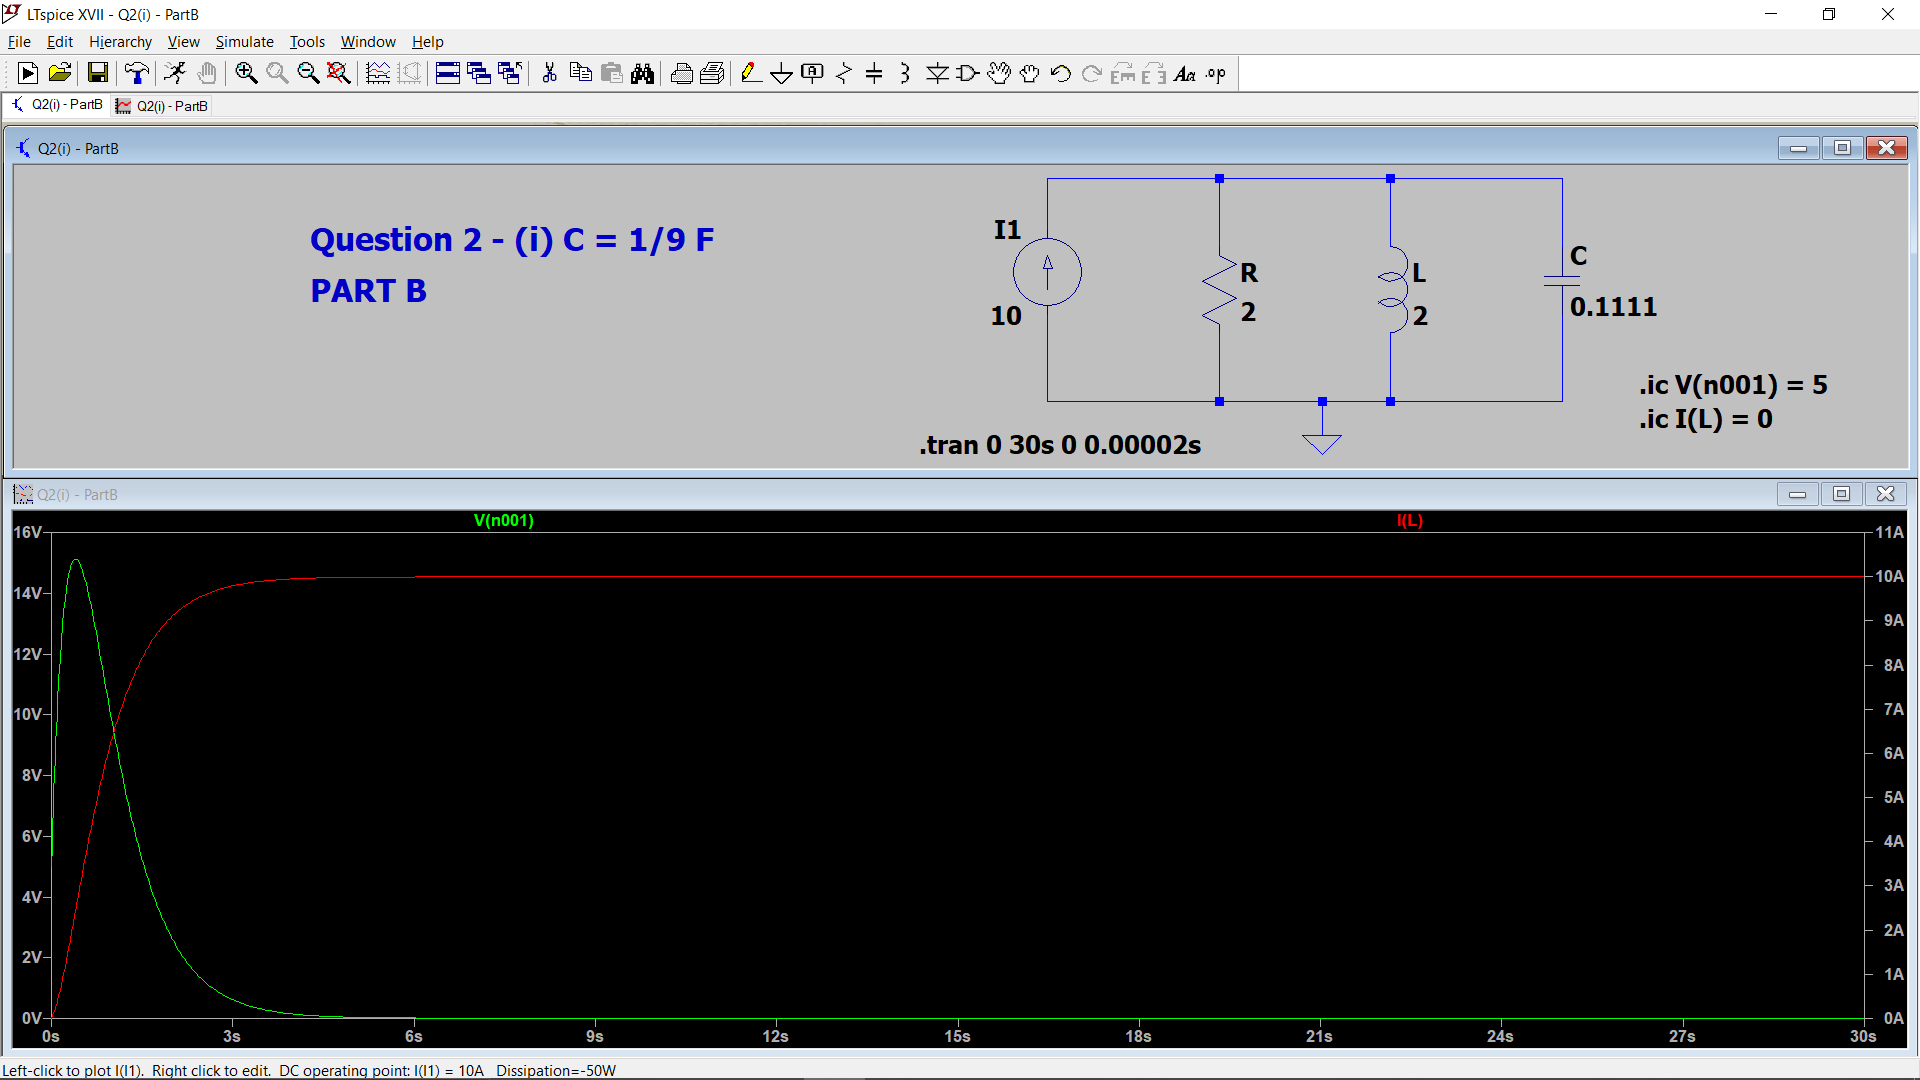 LTspice XVII - Q2(i) - PartB
File Edit Hierarchy View Simulate Tools Window Help
Q2(i) - PartB Q2(i) - PartB
Q2(i) - PartB
Question 2 - (i) C = 1/9 F
PART B
I1
10
R
2
L
2
C
0.1111
.ic V(n001) = 5
.ic I(L) = 0
.tran 0 30s 0 0.00002s
Q2(i) - PartB
V(n001) I(L)
16V 11A
14V 10A
12V 9A
10V 8A
8V 7A
6V 6A
4V 5A
2V 4A
0V 3A
2A
1A
0A
0s 3s 6s 9s 12s 15s 18s 21s 24s 27s 30s
Left-click to plot I(I1). Right click to edit. DC operating point: I(I1) = 10A Dissipation=-50W